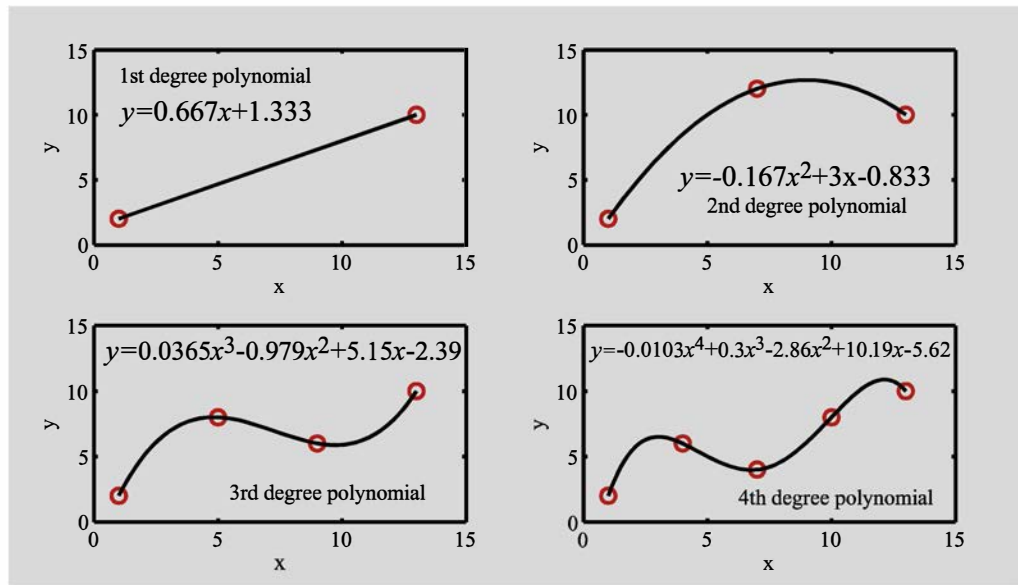 15
10
5
0
0
5
10
15
y
x
1st degree polynomial
y=0.667x+1.333
15
10
5
0
0
5
10
15
y
x
y=-0.167x2+3x-0.833
2nd degree polynomial
15
10
5
0
0
5
10
15
y
x
y=0.0365x3-0.979x2+5.15x-2.39
3rd degree polynomial
15
10
5
0
0
5
10
15
y
x
y=-0.0103x4+0.3x3-2.86x2+10.19x-5.62
4th degree polynomial